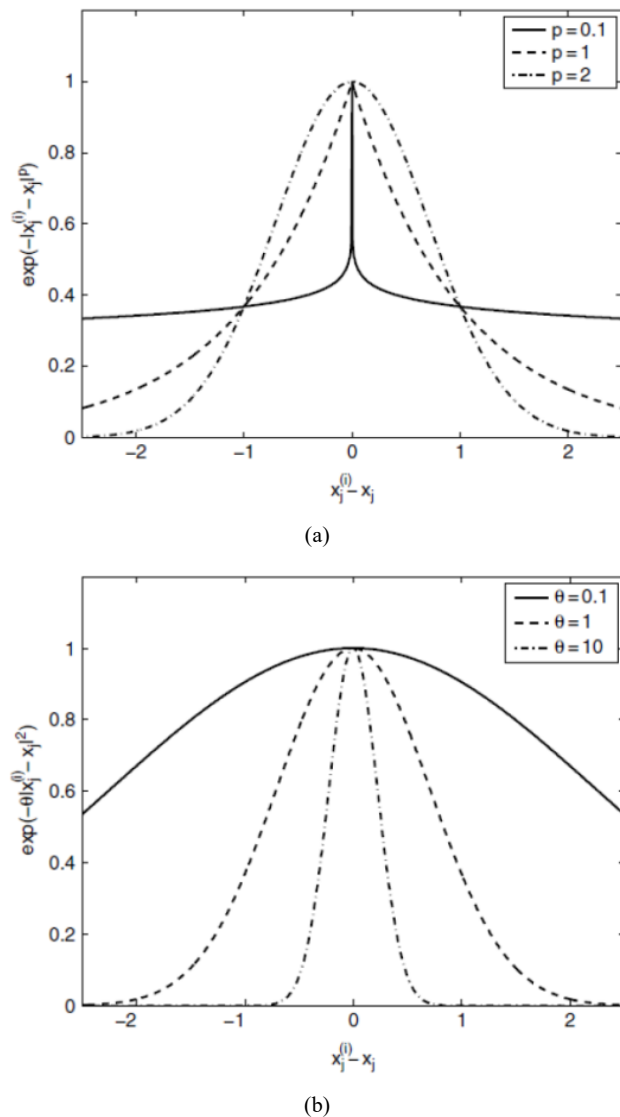 p = 0.1
p = 1
p = 2
1
0.8
0.6
0.4
0.2
0
exp(−|x_j^(i) − x_j|^p)
−2 −1 0 1 2
x_j^(i) − x_j
(a)
θ = 0.1
θ = 1
θ = 10
1
0.8
0.6
0.4
0.2
0
exp(−θ|x_j^(i) − x_j|^2)
−2 −1 0 1 2
x_j^(i) − x_j
(b)